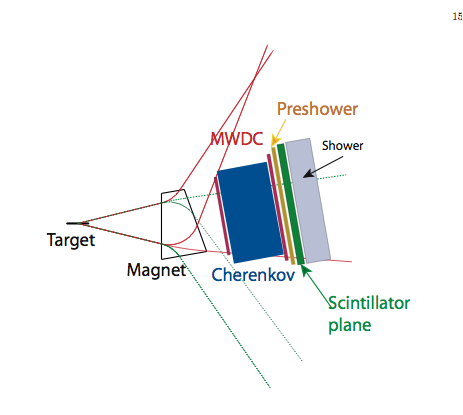 15
Preshower
MWDC
Shower
Target
Magnet
Cherenkov
Scintillator
plane